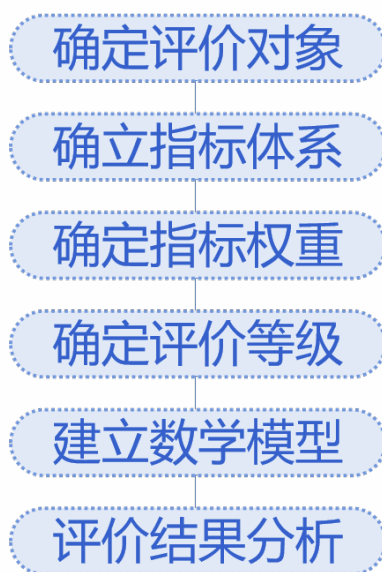 确定评价对象
确立指标体系
确定指标权重
确定评价等级
建立数学模型
评价结果分析